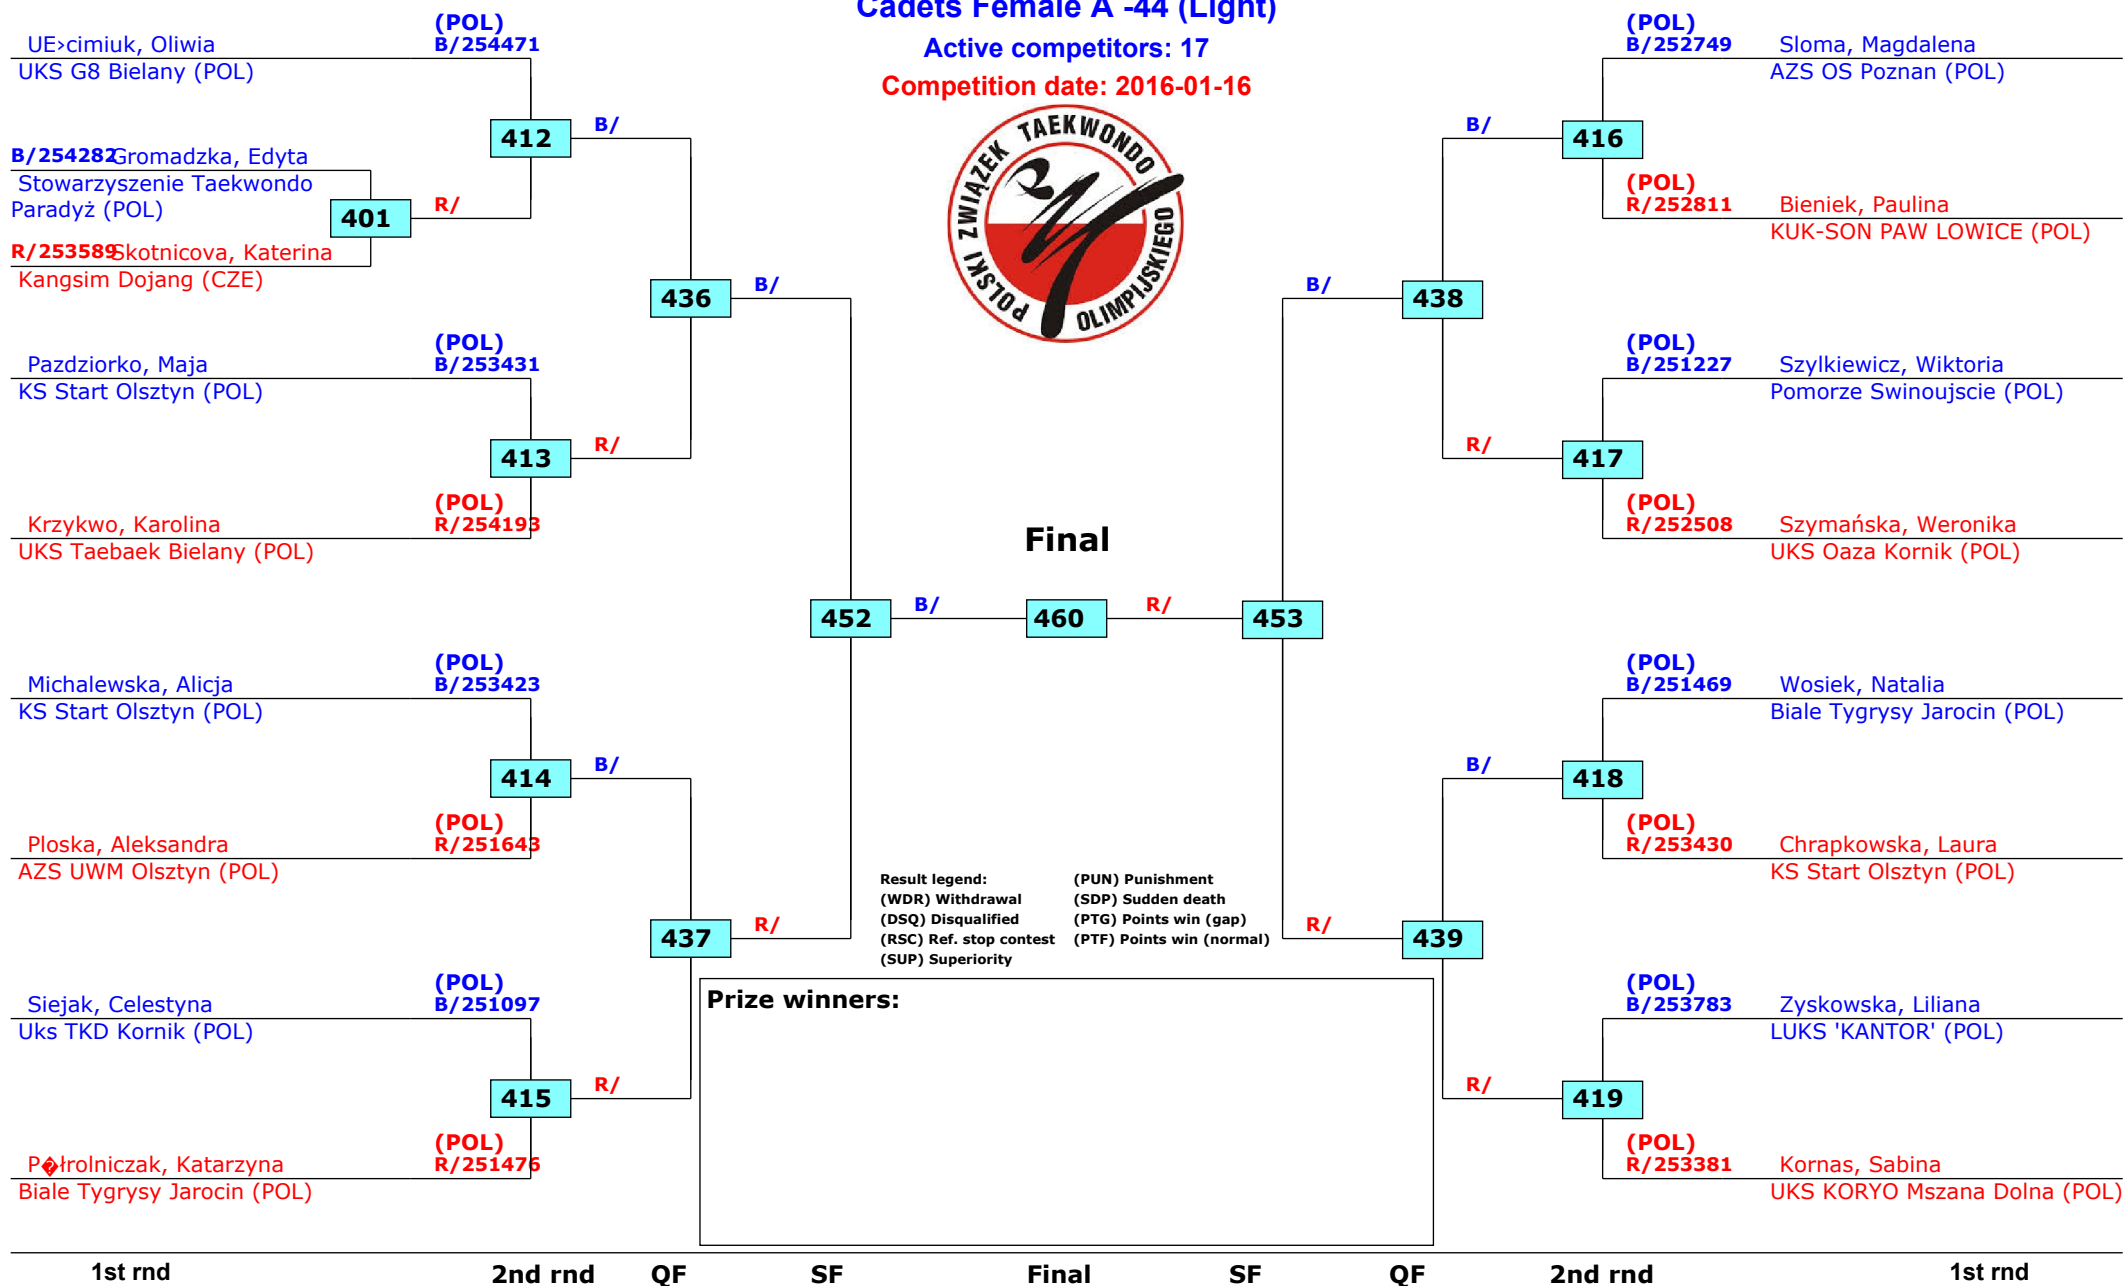 Cadets Female A -44 (Light)
Active competitors: 17
Competition date: 2016-01-16
POLSKI ZWIĄZEK TAEKWONDO OLIMPIJSKIEGO
(POL)
UE›cimiuk, Oliwia B/254471
UKS G8 Bielany (POL)
412
B/
B/254282 Gromadzka, Edyta
Stowarzyszenie Taekwondo
Paradyż (POL)
401
R/
R/253589 Skotnicova, Katerina
Kangsim Dojang (CZE)
436
B/
(POL)
Pazdziorko, Maja B/253431
KS Start Olsztyn (POL)
413
R/
(POL)
Krzykwo, Karolina R/254193
UKS Taebaek Bielany (POL)
452
B/
(POL)
Michalewska, Alicja B/253423
KS Start Olsztyn (POL)
414
B/
(POL)
Ploska, Aleksandra R/251643
AZS UWM Olsztyn (POL)
437
R/
(POL)
Siejak, Celestyna B/251097
Uks TKD Kornik (POL)
415
R/
(POL)
P�łrolniczak, Katarzyna R/251476
Biale Tygrysy Jarocin (POL)
Final
460
R/
453
(POL)
B/252749 Sloma, Magdalena
AZS OS Poznan (POL)
B/
416
(POL)
R/252811 Bieniek, Paulina
KUK-SON PAW LOWICE (POL)
B/
438
(POL)
B/251227 Szylkiewicz, Wiktoria
Pomorze Swinoujscie (POL)
R/
417
(POL)
R/252508 Szymańska, Weronika
UKS Oaza Kornik (POL)
(POL)
B/251469 Wosiek, Natalia
Biale Tygrysy Jarocin (POL)
B/
418
(POL)
R/253430 Chrapkowska, Laura
KS Start Olsztyn (POL)
R/
439
(POL)
B/253783 Zyskowska, Liliana
LUKS 'KANTOR' (POL)
R/
419
(POL)
R/253381 Kornas, Sabina
UKS KORYO Mszana Dolna (POL)
Result legend: (PUN) Punishment
(WDR) Withdrawal (SDP) Sudden death
(DSQ) Disqualified (PTG) Points win (gap)
(RSC) Ref. stop contest (PTF) Points win (normal)
(SUP) Superiority
Prize winners:
1st rnd 2nd rnd QF SF Final SF QF 2nd rnd 1st rnd